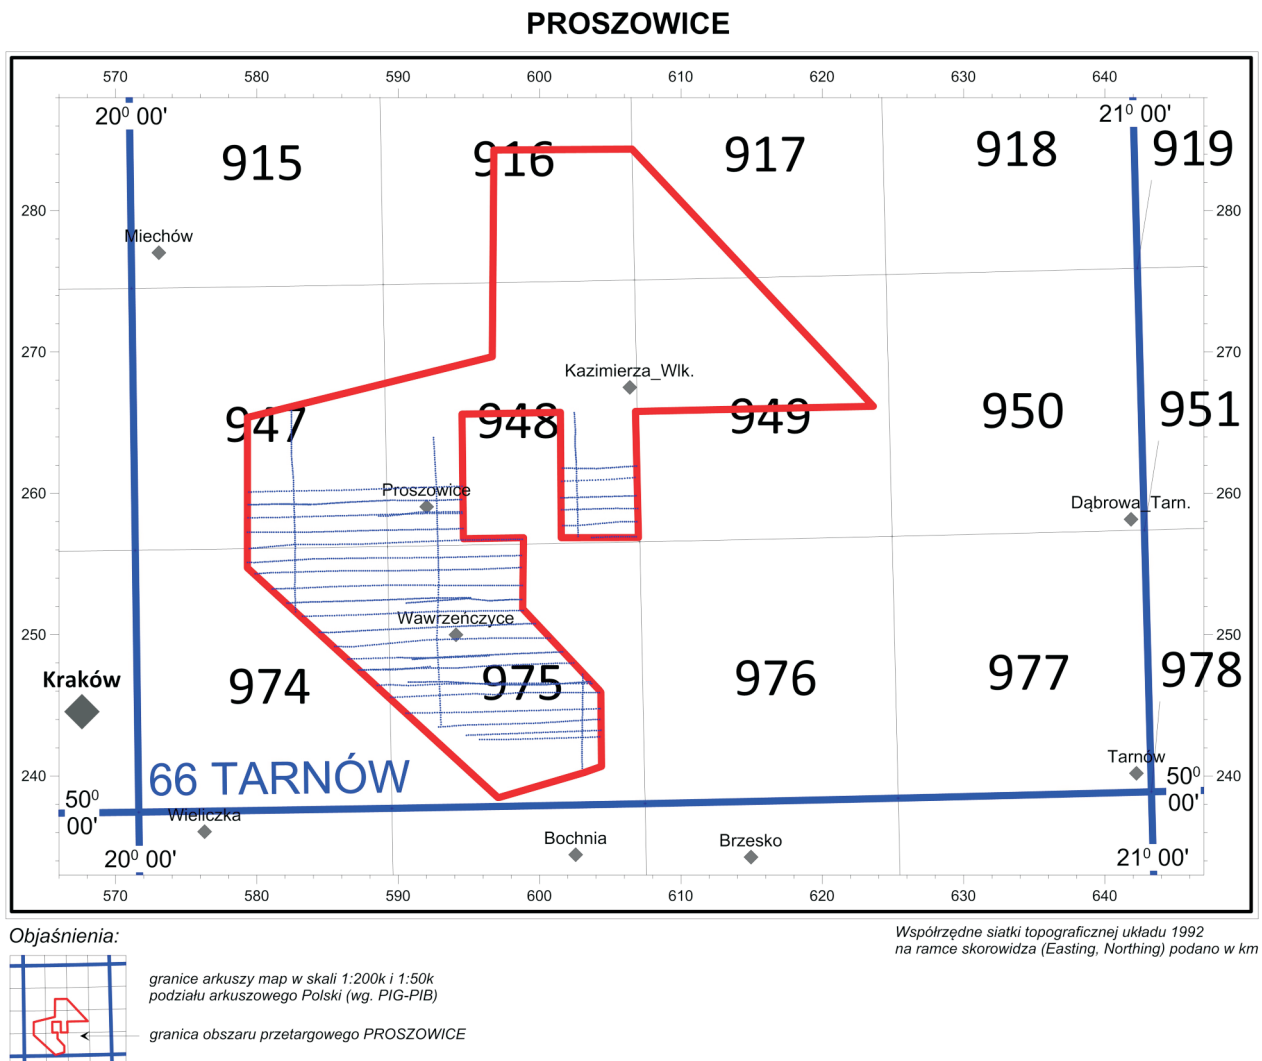 PROSZOWICE
570 580 590 600 610 620 630 640
20⁰ 00' 21⁰ 00'
915 916 917 918 919
280 280
Miechów
270 270
Kazimierza_Wlk.
947 948 949 950 951
260 Proszowice 260
Dąbrowa_Tarn.
250 Wawrzeńczyce 250
Kraków 974 975 976 977 978
Tarnów
240 66 TARNÓW 240
50⁰ 50⁰
00' 00'
Wieliczka
Bochnia Brzesko
20⁰ 00' 21⁰ 00'
570 580 590 600 610 620 630 640
Objaśnienia:
Współrzędne siatki topograficznej układu 1992
na ramce skorowidza (Easting, Northing) podano w km
granice arkuszy map w skali 1:200k i 1:50k
podziału arkuszowego Polski (wg. PIG-PIB)
granica obszaru przetargowego PROSZOWICE